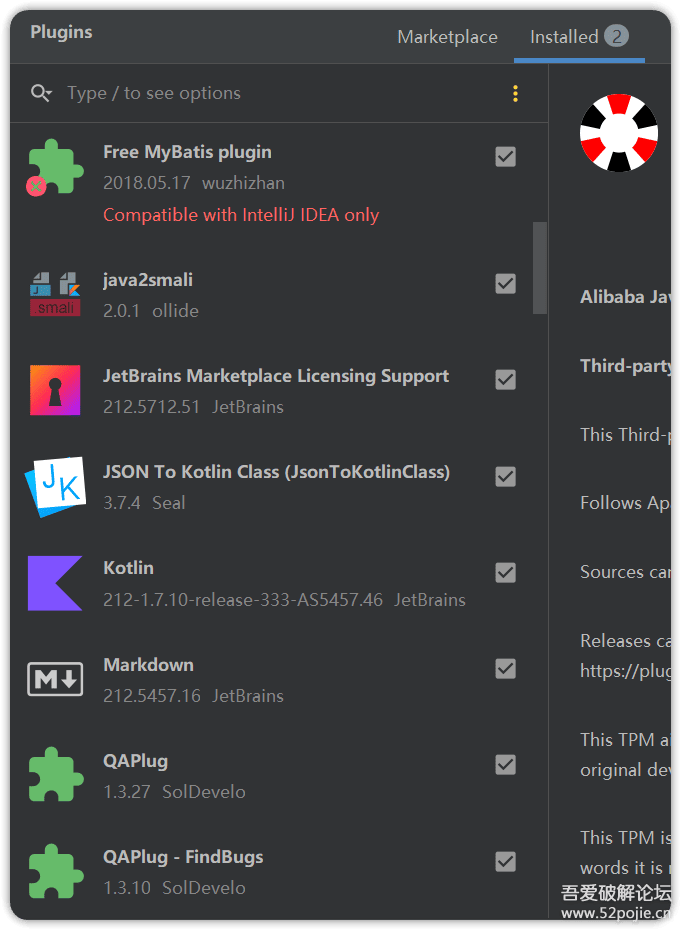 Plugins
Marketplace
Installed 2
Type / to see options
Free MyBatis plugin
2018.05.17 wuzhizhan
Compatible with IntelliJ IDEA only
J
smali
java2smali
2.0.1 ollide
JetBrains Marketplace Licensing Support
212.5712.51 JetBrains
JK
JSON To Kotlin Class (JsonToKotlinClass)
3.7.4 Seal
Kotlin
212-1.7.10-release-333-AS5457.46 JetBrains
M
Markdown
212.5457.16 JetBrains
QAPlug
1.3.27 SolDevelo
QAPlug - FindBugs
1.3.10 SolDevelo
Alibaba Jav
Third-party
This Third-p
Follows Apa
Sources can
Releases ca
https://plug
This TPM ai
original dev
This TPM is
words it is n
吾爱破解论坛
www.52pojie.cn